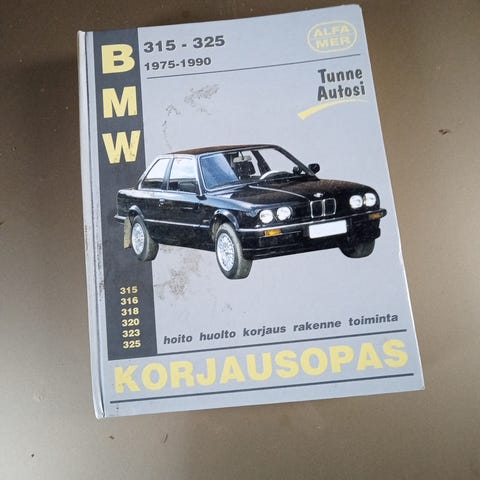 BMW
315 - 325
1975-1990
ALFA
MER
Tunne
Autosi
315
316
318
320
323
325
hoito huolto korjaus rakenne toiminta
KORJAUSOPAS